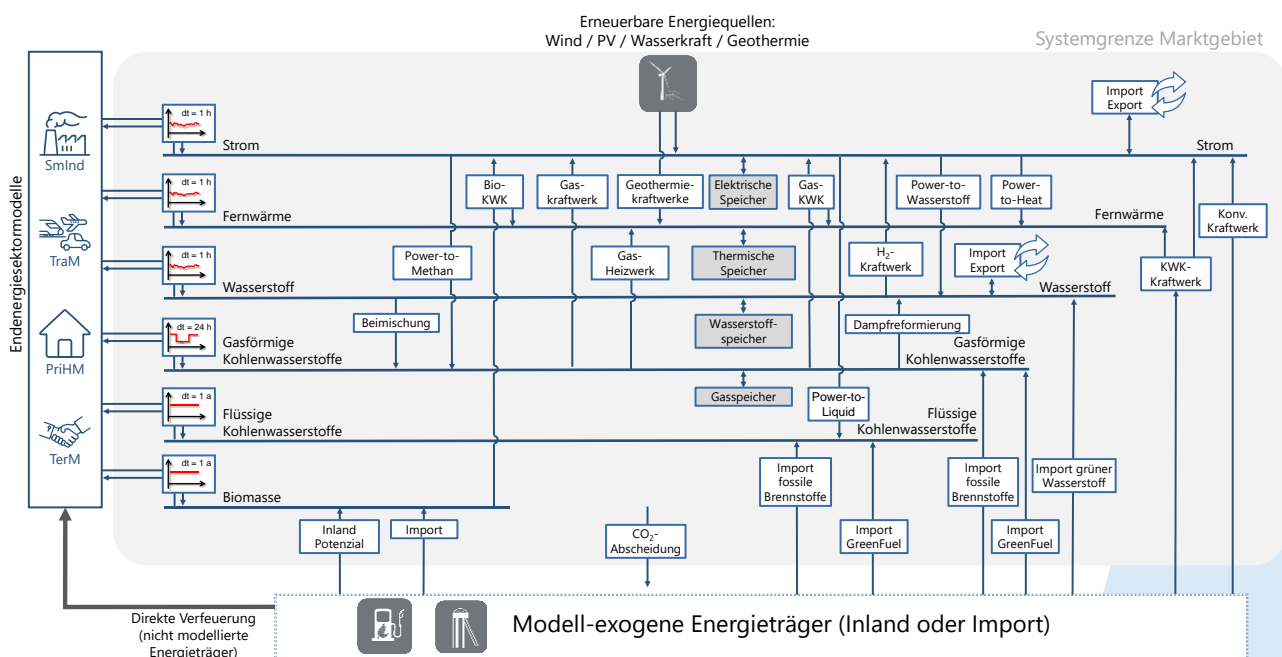 Erneuerbare Energiequellen:
Wind / PV / Wasserkraft / Geothermie
Systemgrenze Marktgebiet
Endenergiesektormodelle
SmInd
TraM
PriHM
TerM
dt = 1 h
Strom
Import
Export
Strom
dt = 1 h
Fernwärme
Bio-
KWK
Gas-
kraftwerk
Geothermie-
kraftwerke
Elektrische
Speicher
Gas-
KWK
Power-to-
Wasserstoff
Power-
to-Heat
Fernwärme
Konv.
Kraftwerk
dt = 1 h
Wasserstoff
Power-to-
Methan
Gas-
Heizwerk
Thermische
Speicher
H2-
Kraftwerk
Import
Export
Wasserstoff
KWK-
Kraftwerk
dt = 24 h
Gasförmige
Kohlenwasserstoffe
Beimischung
Wasserstoff-
speicher
Dampfreformierung
Gasförmige
Kohlenwasserstoffe
dt = 1 a
Flüssige
Kohlenwasserstoffe
Gasspeicher
Power-to-
Liquid
Flüssige
Kohlenwasserstoffe
dt = 1 a
Biomasse
Import
fossile
Brennstoffe
Import
fossile
Brennstoffe
Import grüner
Wasserstoff
Inland
Potenzial
Import
CO2-
Abscheidung
Import
GreenFuel
Import
GreenFuel
Direkte Verfeuerung
(nicht modellierte
Energieträger)
Modell-exogene Energieträger (Inland oder Import)